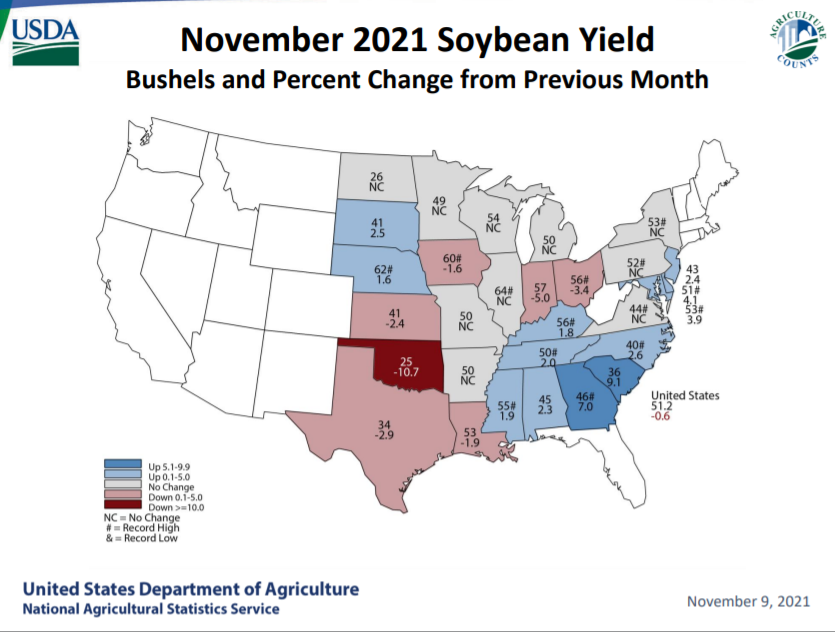 USDA
November 2021 Soybean Yield
Bushels and Percent Change from Previous Month
AGRICULTURE
COUNTS
26
NC
49
NC
41
2.5
54
NC
50
NC
53#
NC
62#
1.6
60#
-1.6
64#
NC
57
-5.0
56#
-3.4
52#
NC
43
2.4
51#
4.1
53#
3.9
41
-2.4
50
NC
56#
1.8
44#
NC
25
-10.7
50
NC
50#
2.0
40#
2.6
36
9.1
34
-2.9
53
-1.9
55#
1.9
45
2.3
46#
7.0
United States
51.2
-0.6
Up 5.1-9.9
Up 0.1-5.0
No Change
Down 0.1-5.0
Down >=10.0
NC = No Change
# = Record High
& = Record Low
United States Department of Agriculture
National Agricultural Statistics Service
November 9, 2021